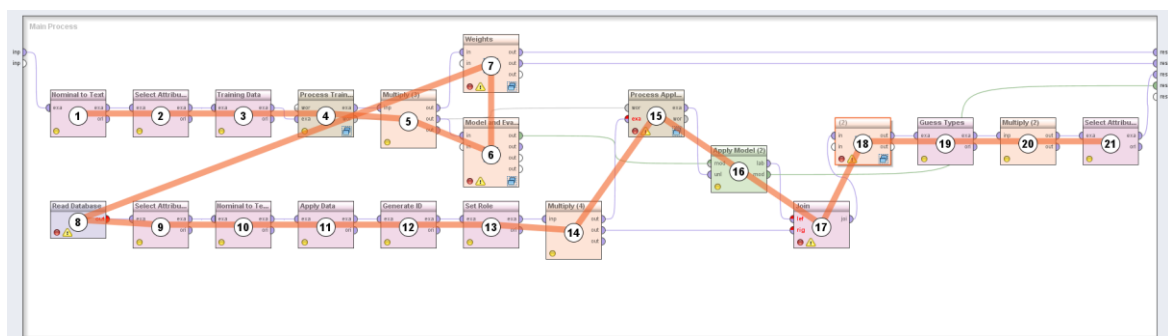 Main Process
inp
inp
res
res
res
res
res
Nominal to Text
exa
exa
ori
1
Select Attribu...
exa
exa
ori
2
Training Data
exa
exa
ori
3
Process Train...
wor
exa
exa
wor
4
Multiply (3)
inp
out
out
out
5
Model and Eva...
in
in
out
out
out
out
6
Weights
in
in
out
out
out
7
Read Database
out
8
Select Attribu...
exa
exa
ori
9
Nominal to Te...
exa
exa
ori
10
Apply Data
exa
exa
ori
11
Generate ID
exa
exa
ori
12
Set Role
exa
exa
ori
13
Multiply (4)
inp
out
out
out
14
Process Appl...
wor
exa
exa
wor
15
Apply Model (2)
mod
lab
unl
mod
16
Join
lef
joi
rig
17
(2)
in
out
in
out
18
Guess Types
exa
exa
ori
19
Multiply (2)
inp
out
out
20
Select Attribu...
exa
exa
ori
21